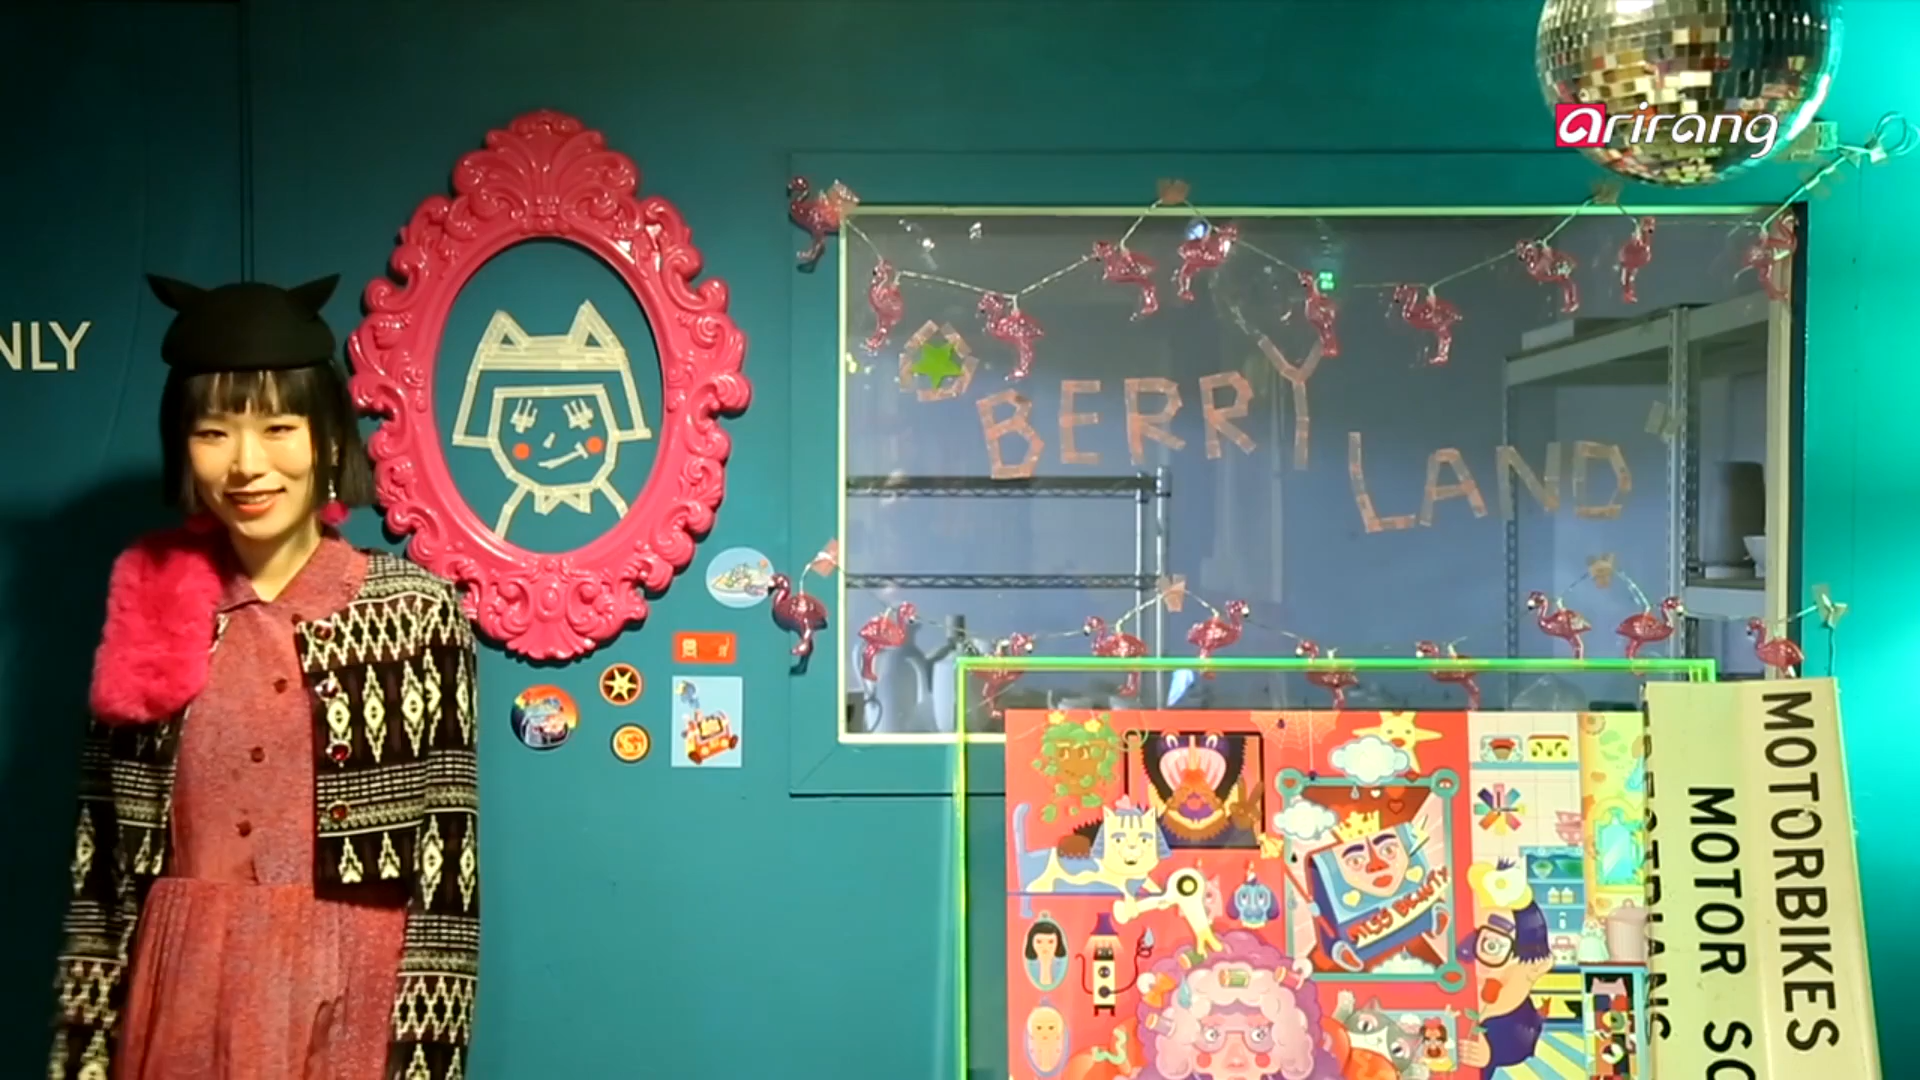 arirang
NLY
BERRY
LAND
MISS BEAUTY
MOTORBIKES
MOTOR SC